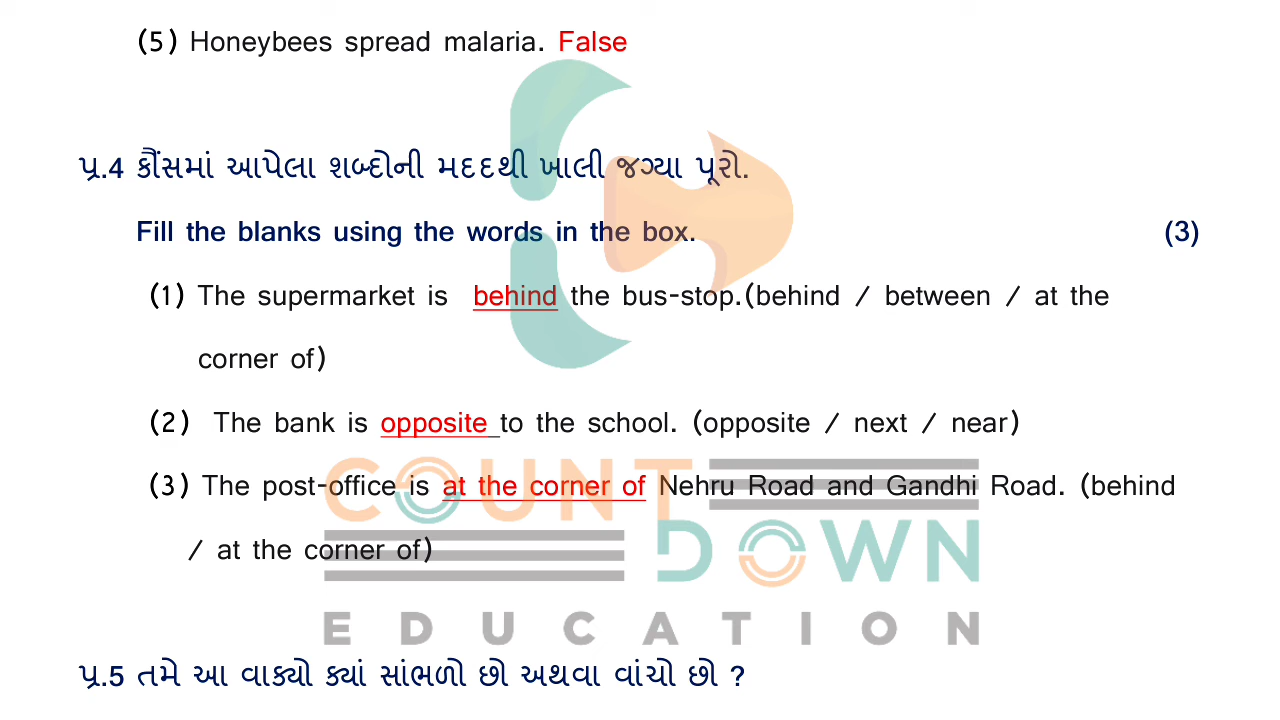 (5) Honeybees spread malaria. False
પ્ર.4 કૌંસમાં આપેલા શબ્દોની મદદથી ખાલી જગ્યા પૂરો.
Fill the blanks using the words in the box. (3)
(1) The supermarket is behind the bus-stop.(behind / between / at the
corner of)
(2) The bank is opposite_to the school. (opposite / next / near)
(3) The post-office is at the corner of Nehru Road and Gandhi Road. (behind
/ at the corner of)
COUNT
DOWN
EDUCATION
પ્ર.5 તમે આ વાક્યો ક્યાં સાંભળો છો અથવા વાંચો છો ?